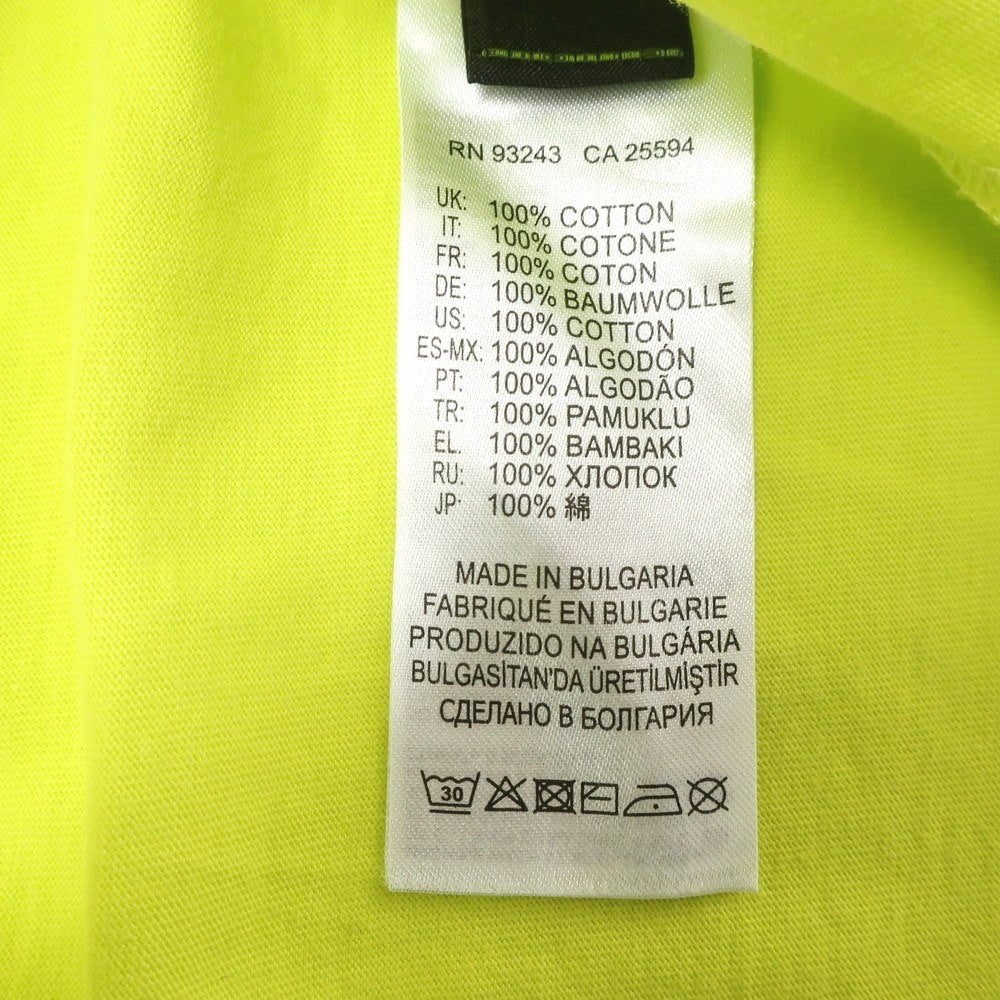 RN 93243 CA 25594
UK: 100% COTTON
IT: 100% COTONE
FR: 100% COTON
DE: 100% BAUMWOLLE
US: 100% COTTON
ES-MX: 100% ALGODÓN
PT: 100% ALGODÃO
TR: 100% PAMUKLU
EL. 100% BAMBAKI
RU: 100% ХЛОПОК
JP: 100% 綿
MADE IN BULGARIA
FABRIQUÉ EN BULGARIE
PRODUZIDO NA BULGÁRIA
BULGASİTAN'DA ÜRETİLMİŞTİR
СДЕЛАНО В БОЛГАРИЯ
30